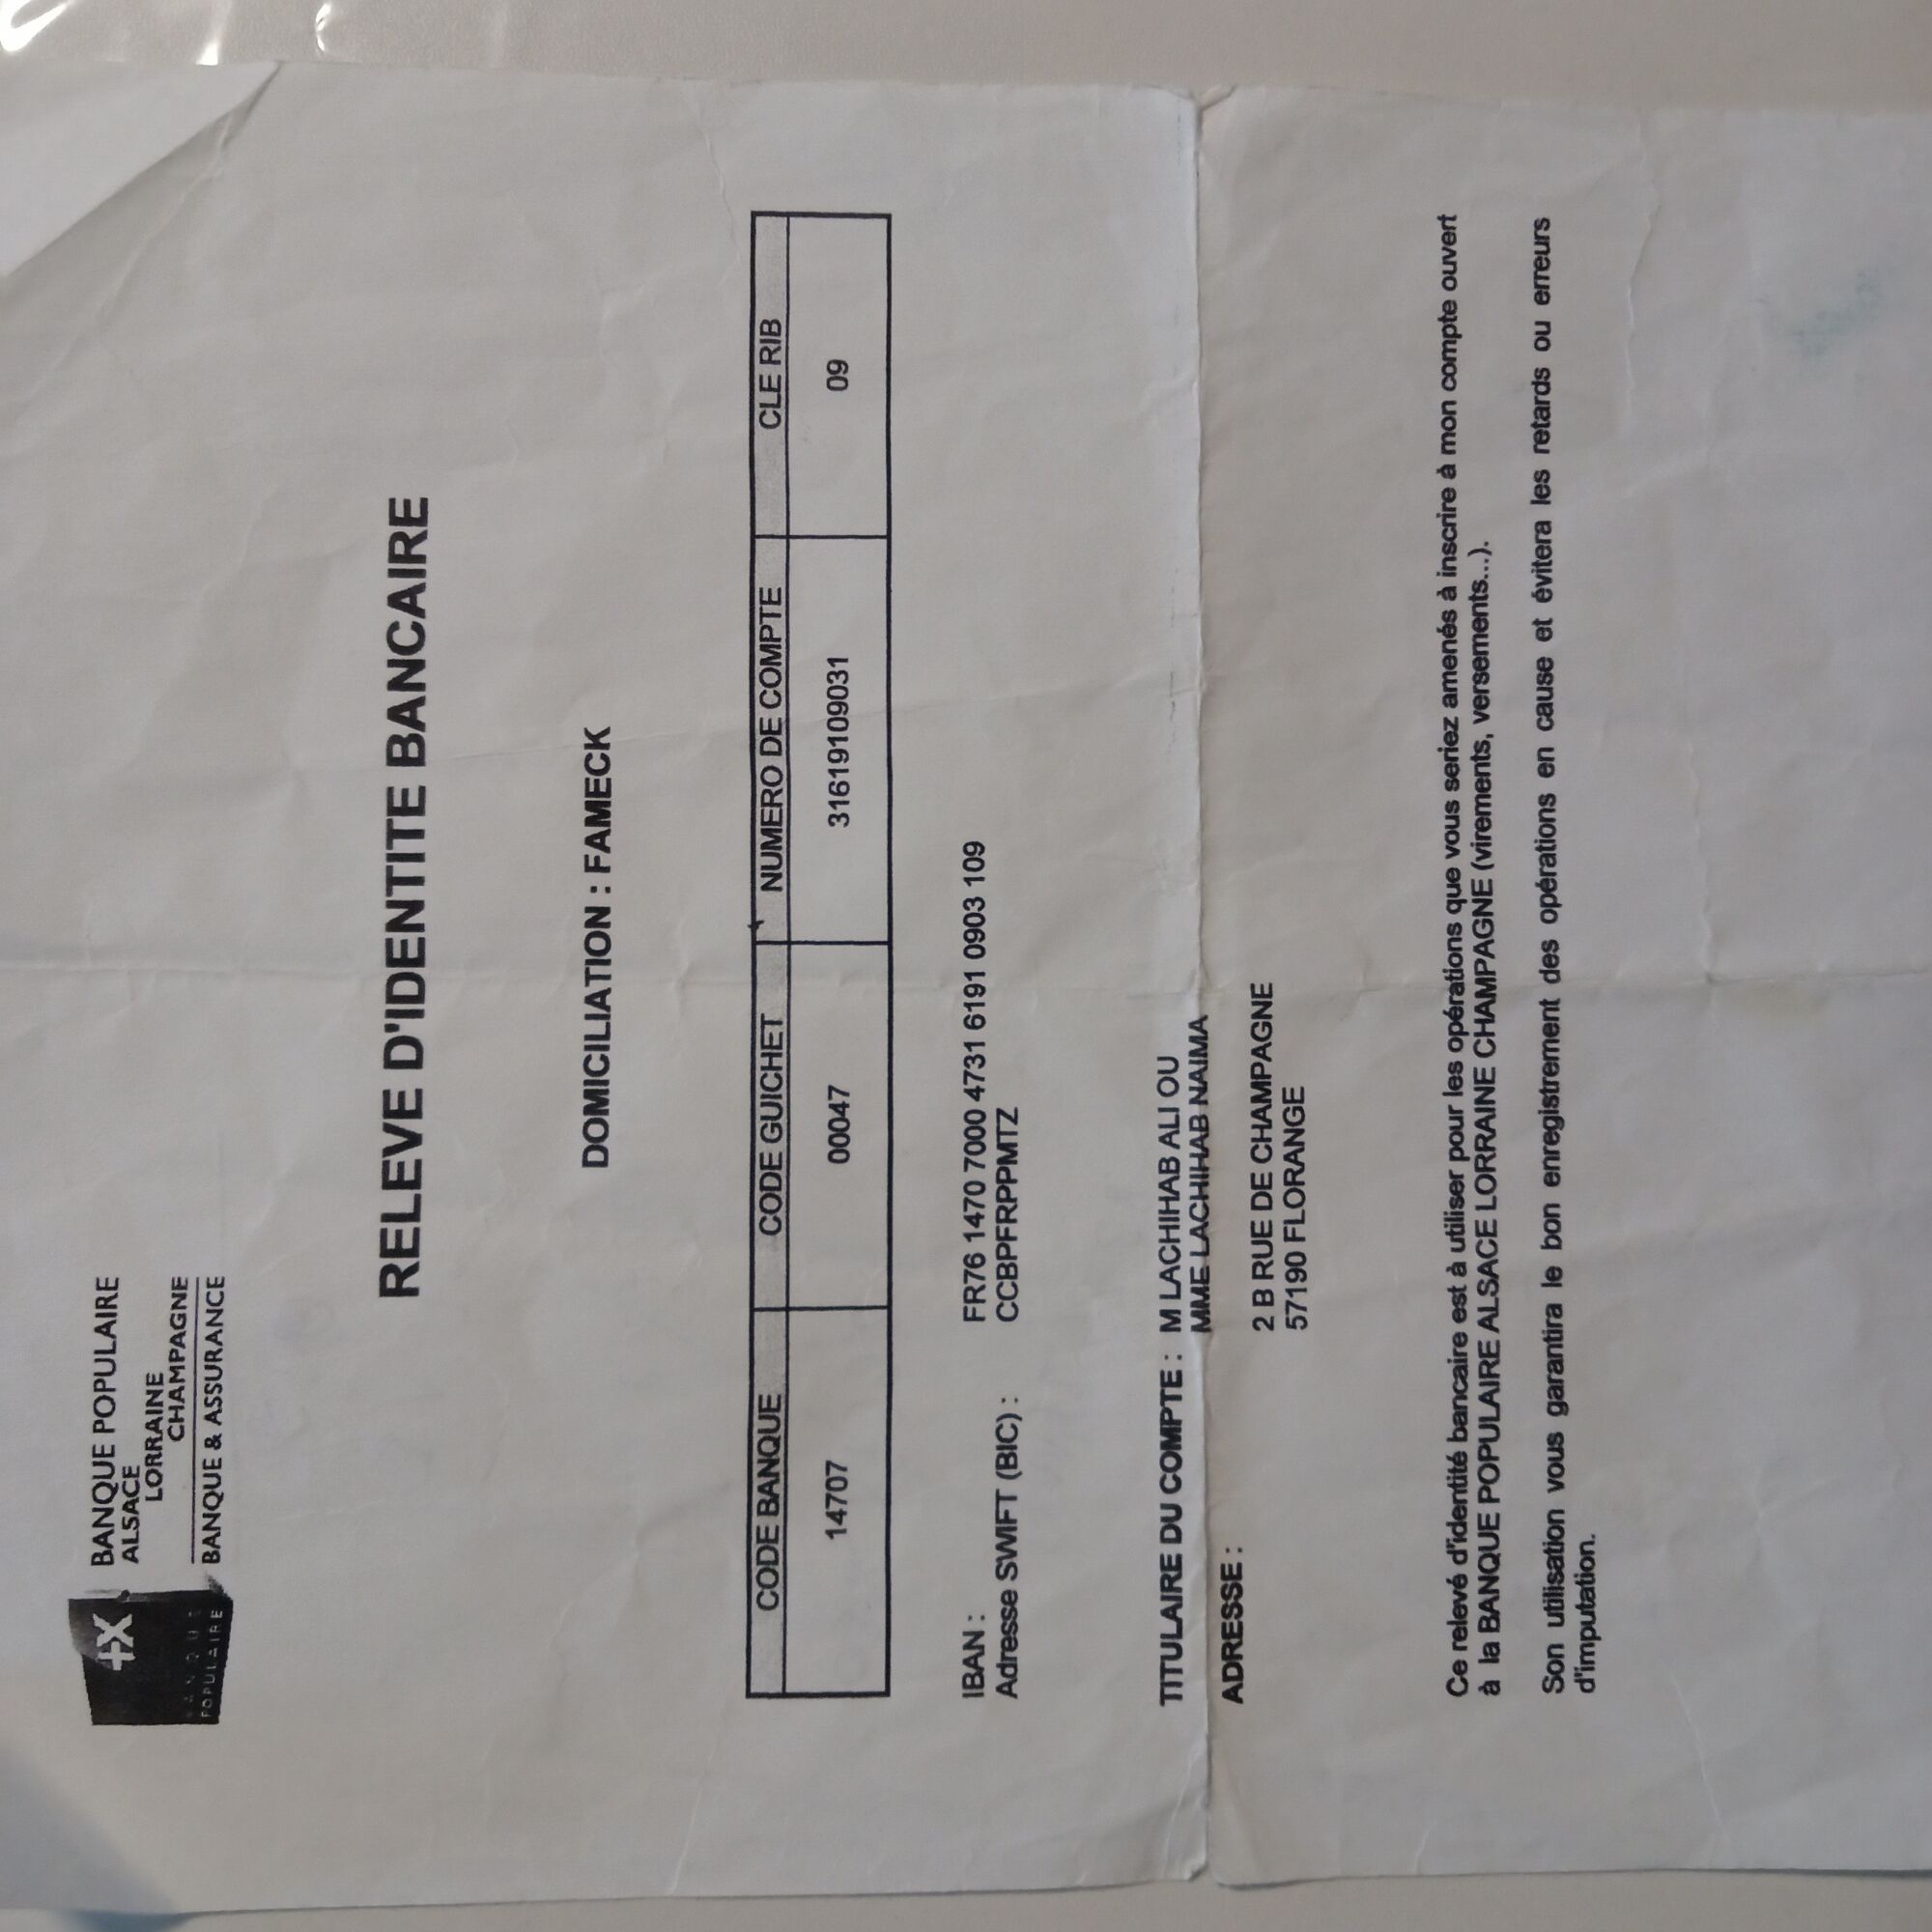 BANQUE POPULAIRE
ALSACE
LORRAINE
CHAMPAGNE
BANQUE & ASSURANCE
BANQUE
POPULAIRE
RELEVE D'IDENTITE BANCAIRE
DOMICILIATION : FAMECK
CODE BANQUE CODE GUICHET NUMERO DE COMPTE CLE RIB
14707 00047 31619109031 09
IBAN : FR76 1470 7000 4731 6191 0903 109
Adresse SWIFT (BIC) : CCBPFRPPMTZ
TITULAIRE DU COMPTE : M LACHIHAB ALI OU
MME LACHIHAB NAIMA
ADRESSE :
2 B RUE DE CHAMPAGNE
57190 FLORANGE
Ce relevé d'identité bancaire est à utiliser pour les opérations que vous seriez amenés à inscrire à mon compte ouvert
à la BANQUE POPULAIRE ALSACE LORRAINE CHAMPAGNE (virements, versements...).
Son utilisation vous garantira le bon enregistrement des opérations en cause et évitera les retards ou erreurs
d'imputation.